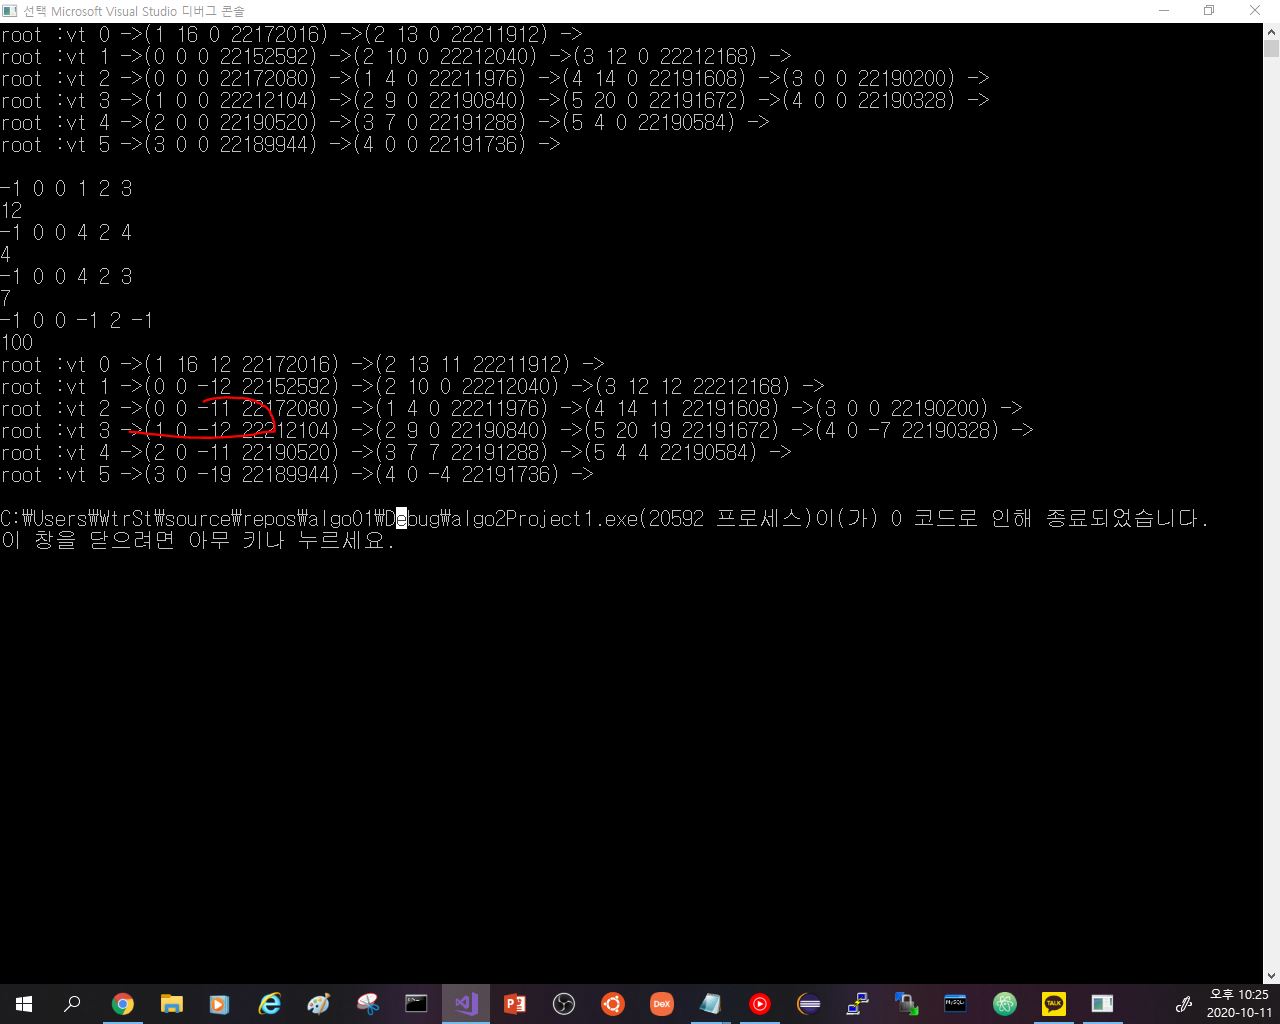 선택 Microsoft Visual Studio 디버그 콘솔
root :vt 0 ->(1 16 0 22172016) ->(2 13 0 22211912) ->
root :vt 1 ->(0 0 0 22152592) ->(2 10 0 22212040) ->(3 12 0 22212168) ->
root :vt 2 ->(0 0 0 22172080) ->(1 4 0 22211976) ->(4 14 0 22191608) ->(3 0 0 22190200) ->
root :vt 3 ->(1 0 0 22212104) ->(2 9 0 22190840) ->(5 20 0 22191672) ->(4 0 0 22190328) ->
root :vt 4 ->(2 0 0 22190520) ->(3 7 0 22191288) ->(5 4 0 22190584) ->
root :vt 5 ->(3 0 0 22189944) ->(4 0 0 22191736) ->
-1 0 0 1 2 3
12
-1 0 0 4 2 4
4
-1 0 0 4 2 3
7
-1 0 0 -1 2 -1
100
root :vt 0 ->(1 16 12 22172016) ->(2 13 11 22211912) ->
root :vt 1 ->(0 0 -12 22152592) ->(2 10 0 22212040) ->(3 12 12 22212168) ->
root :vt 2 ->(0 0 -11 22172080) ->(1 4 0 22211976) ->(4 14 11 22191608) ->(3 0 0 22190200) ->
root :vt 3 ->(1 0 -12 22212104) ->(2 9 0 22190840) ->(5 20 19 22191672) ->(4 0 -7 22190328) ->
root :vt 4 ->(2 0 -11 22190520) ->(3 7 7 22191288) ->(5 4 4 22190584) ->
root :vt 5 ->(3 0 -19 22189944) ->(4 0 -4 22191736) ->
C:₩Users₩WtrSt₩source₩repos₩algo01₩Debug₩algo2Project1.exe(20592 프로세스)이(가) 0 코드로 인해 종료되었습니다.
이 창을 닫으려면 아무 키나 누르세요.
DeX
MySQL
TALK
오후 10:25
2020-10-11